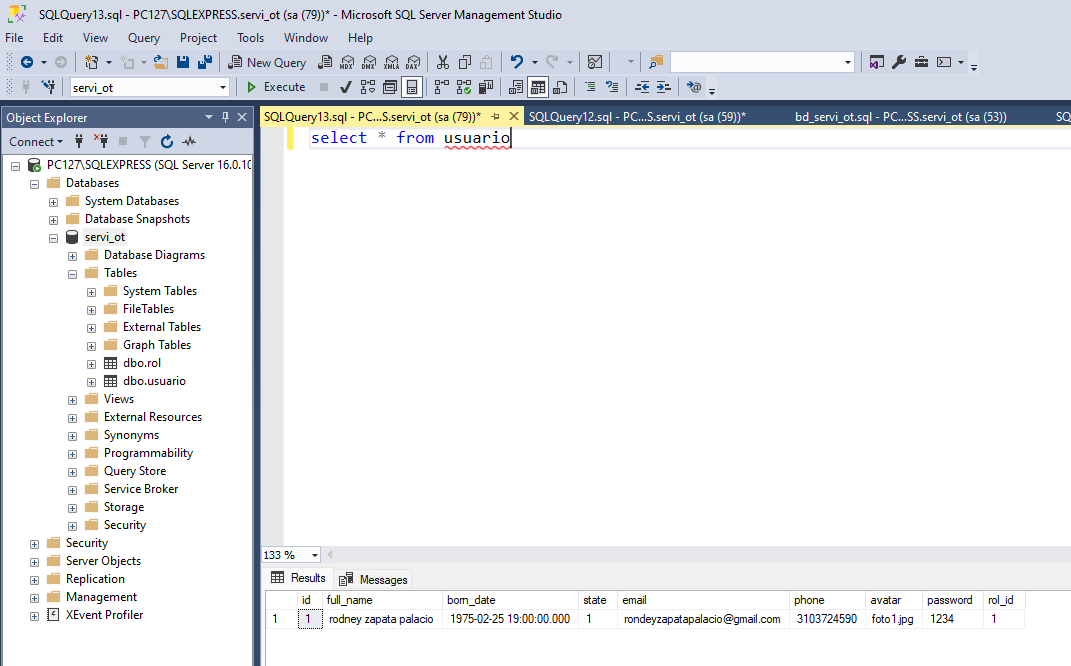 SQLQuery13.sql - PC127\SQLEXPRESS.servi_ot (sa (79))* - Microsoft SQL Server Management Studio
File Edit View Query Project Tools Window Help
New Query MDX DMX XMLA DAX
servi_ot Execute
Object Explorer
SQLQuery13.sql - PC...S.servi_ot (sa (79))* SQLQuery12.sql - PC...S.servi_ot (sa (59))* bd_servi_ot.sql - PC...SS.servi_ot (sa (53)) SQ
Connect
select * from usuario
PC127\SQLEXPRESS (SQL Server 16.0.10
Databases
System Databases
Database Snapshots
servi_ot
Database Diagrams
Tables
System Tables
FileTables
External Tables
Graph Tables
dbo.rol
dbo.usuario
Views
External Resources
Synonyms
Programmability
Query Store
Service Broker
Storage
Security
Security
Server Objects
Replication
Management
XEvent Profiler
133 %
Results Messages
id full_name born_date state email phone avatar password rol_id
1 1 rodney zapata palacio 1975-02-25 19:00:00.000 1 rondeyzapatapalacio@gmail.com 3103724590 foto1.jpg 1234 1